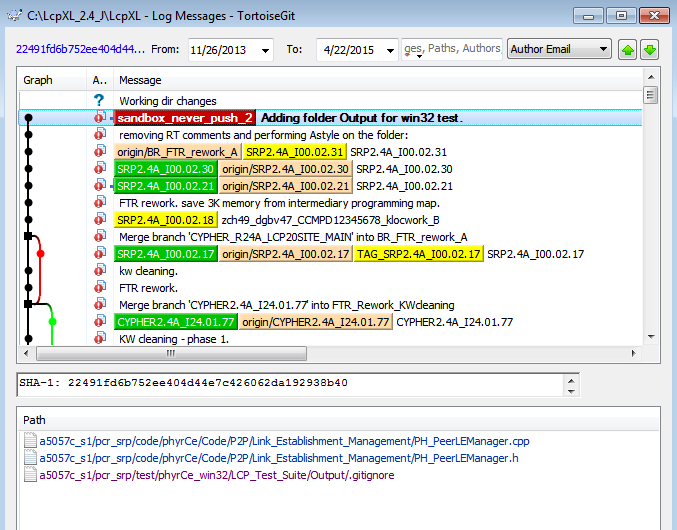 C:\LcpXL_2.4_J\LcpXL - Log Messages - TortoiseGit
22491fd6b752ee404d44... From: 11/26/2013 To: 4/22/2015 ges, Paths, Authors, Author Email
Graph A.. Message
Working dir changes
sandbox_never_push_2 Adding folder Output for win32 test.
removing RT comments and performing Astyle on the folder:
origin/BR_FTR_rework_A SRP2.4A_I00.02.31 SRP2.4A_I00.02.31
SRP2.4A_I00.02.30 origin/SRP2.4A_I00.02.30 SRP2.4A_I00.02.30
SRP2.4A_I00.02.21 origin/SRP2.4A_I00.02.21 SRP2.4A_I00.02.21
FTR rework. save 3K memory from intermediary programming map.
SRP2.4A_I00.02.18 zch49_dgbv47_CCMPD12345678_klocwork_B
Merge branch 'CYPHER_R24A_LCP20SITE_MAIN' into BR_FTR_rework_A
SRP2.4A_I00.02.17 origin/SRP2.4A_I00.02.17 TAG_SRP2.4A_I00.02.17 SRP2.4A_I00.02.17
kw cleaning.
FTR rework.
Merge branch 'CYPHER2.4A_I24.01.77' into FTR_Rework_KWcleaning
CYPHER2.4A_I24.01.77 origin/CYPHER2.4A_I24.01.77 CYPHER2.4A_I24.01.77
KW cleaning - phase 1.
SHA-1: 22491fd6b752ee404d44e7c426062da192938b40
Path
a5057c_s1/pcr_srp/code/phyrCe/Code/P2P/Link_Establishment_Management/PH_PeerLEManager.cpp
a5057c_s1/pcr_srp/code/phyrCe/Code/P2P/Link_Establishment_Management/PH_PeerLEManager.h
a5057c_s1/pcr_srp/test/phyrCe_win32/LCP_Test_Suite/Output/.gitignore